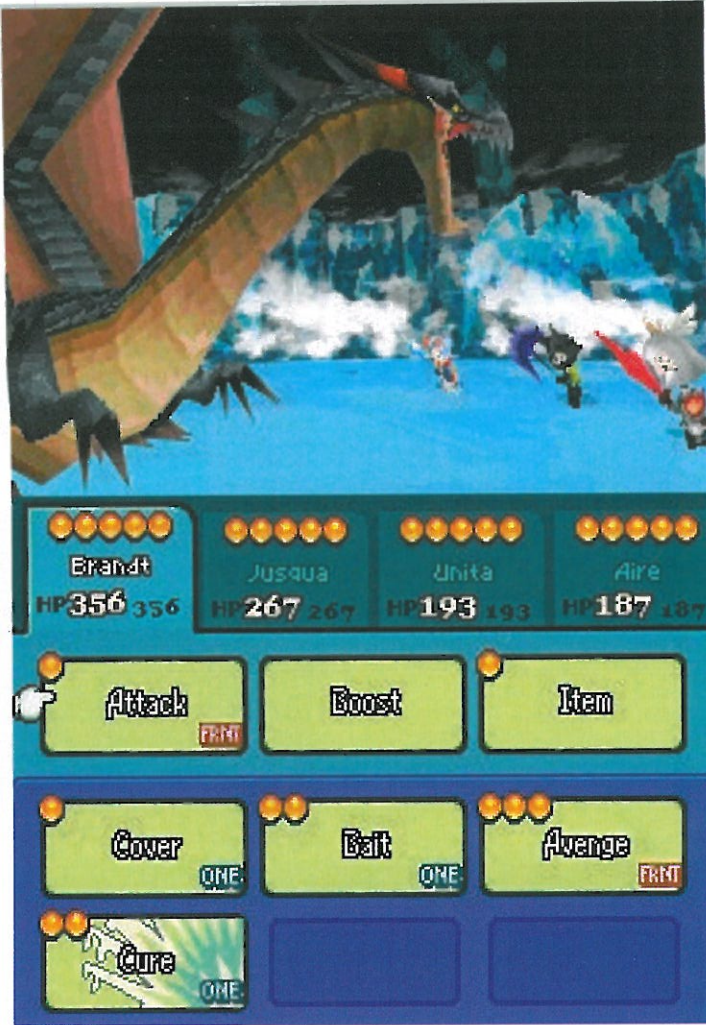 Brandt
Jusqua
Unita
Aire
HP356 356
HP267 267
HP193 193
HP187 187
Attack
FRNT
Boost
Item
Cover
ONE
Bait
ONE
Avenge
FRNT
Cure
ONE